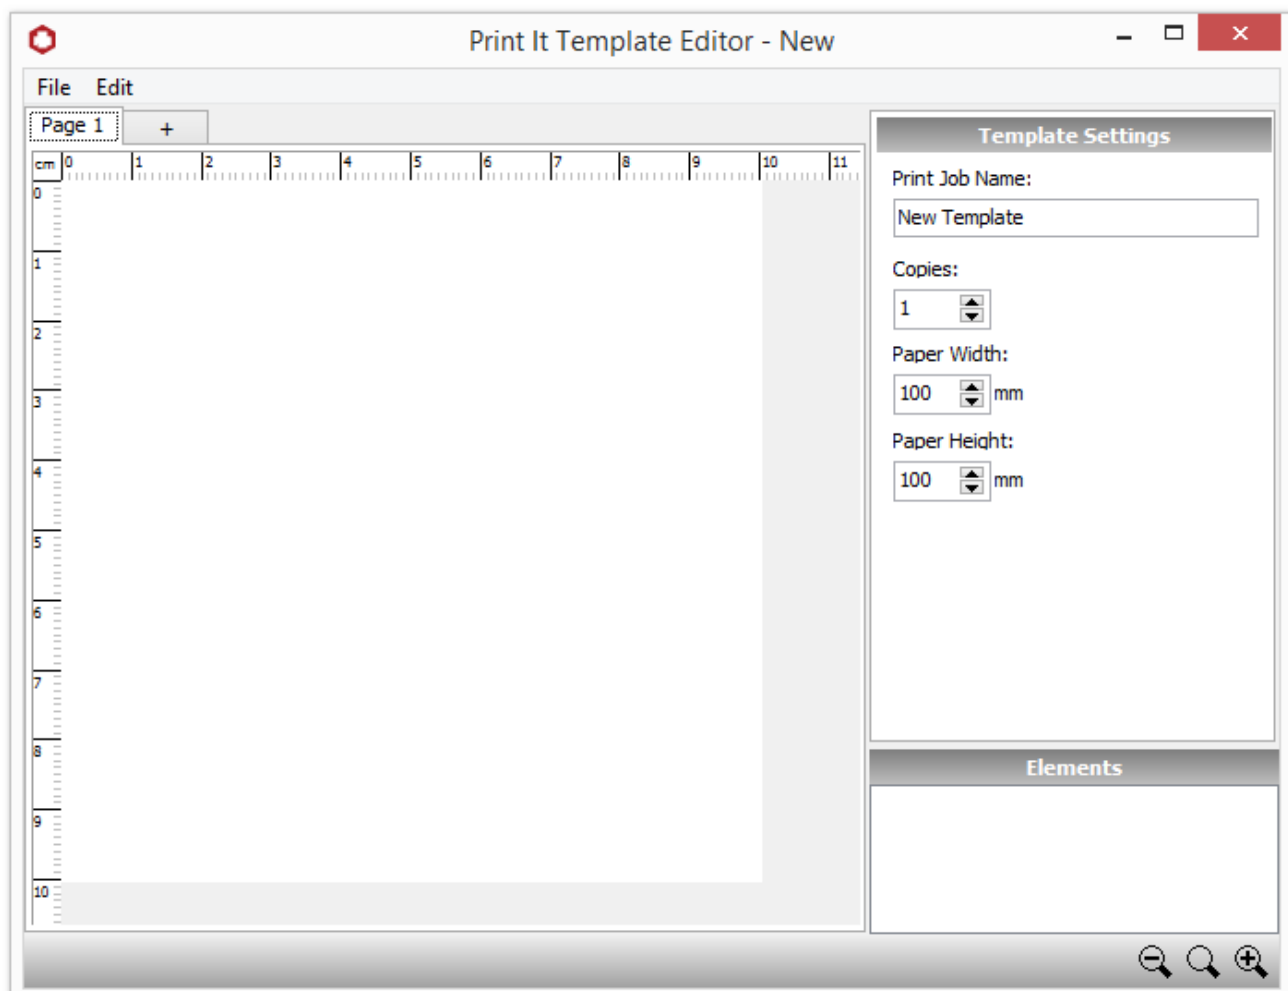 Print It Template Editor - New
File Edit
Page 1 +
cm 0 1 2 3 4 5 6 7 8 9 10 11
0
1
2
3
4
5
6
7
8
9
10
Template Settings
Print Job Name:
New Template
Copies:
1
Paper Width:
100 mm
Paper Height:
100 mm
Elements